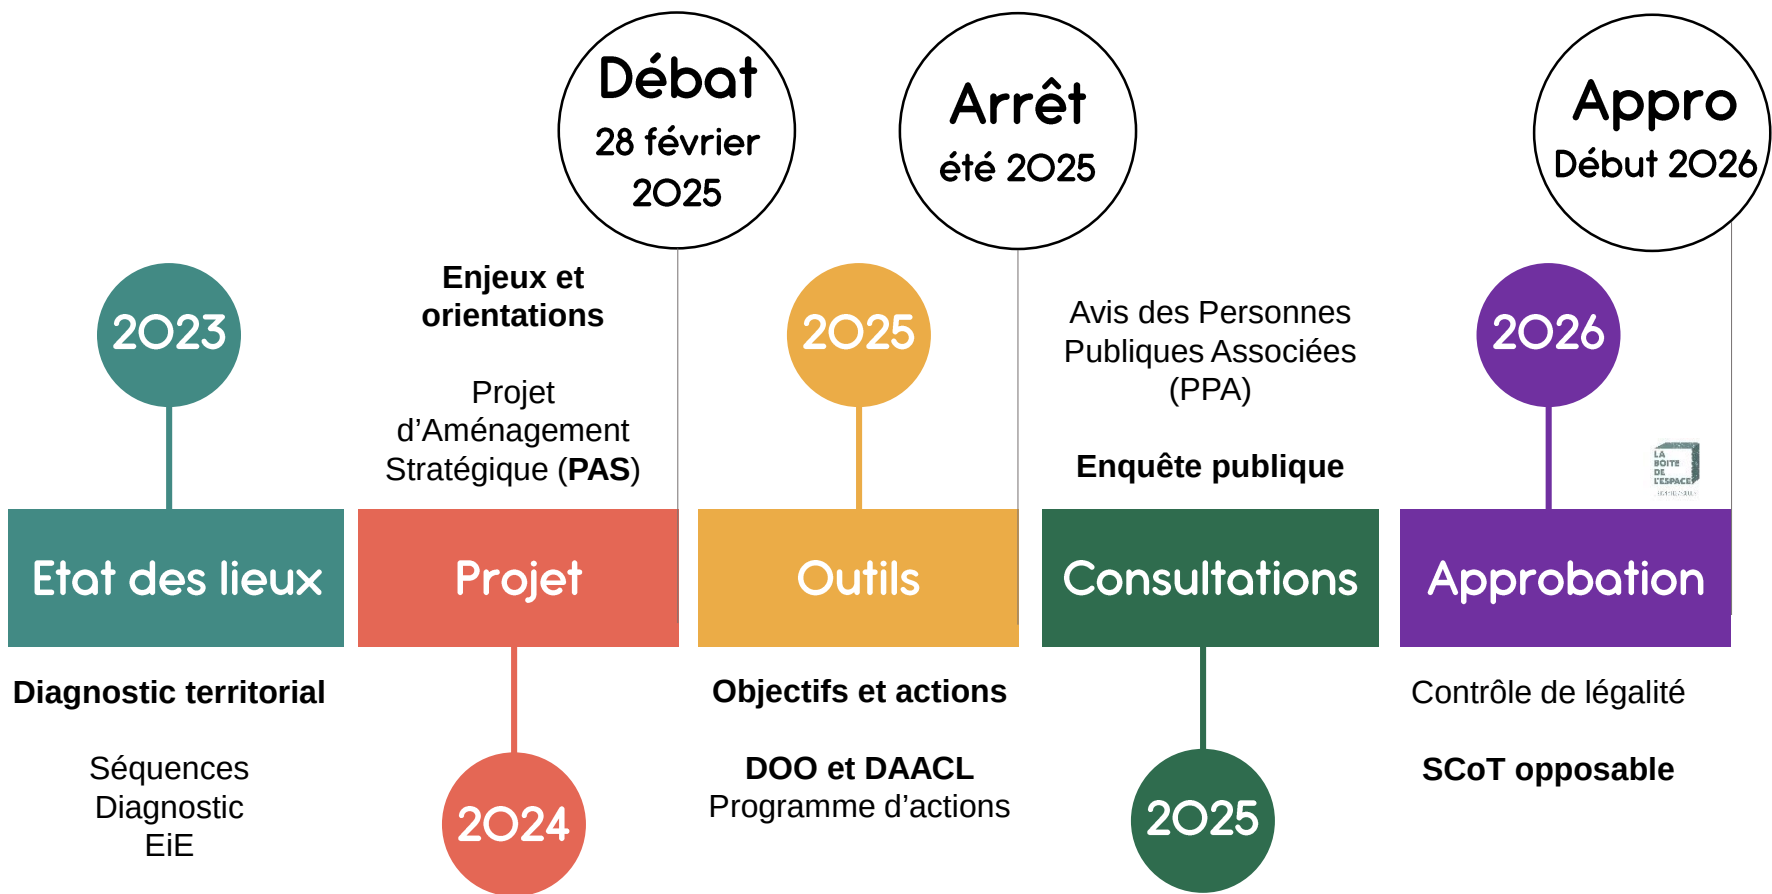 Débat
28 février
2025
Arrêt
été 2025
Appro
Début 2026
2023
Enjeux et
orientations
Projet
d’Aménagement
Stratégique (PAS)
2025
Avis des Personnes
Publiques Associées
(PPA)
Enquête publique
2026
LA
BOITE
DE
L'ESPACE
Etat des lieux
Projet
Outils
Consultations
Approbation
Diagnostic territorial
Séquences
Diagnostic
EiE
2024
Objectifs et actions
DOO et DAACL
Programme d’actions
2025
Contrôle de légalité
SCoT opposable